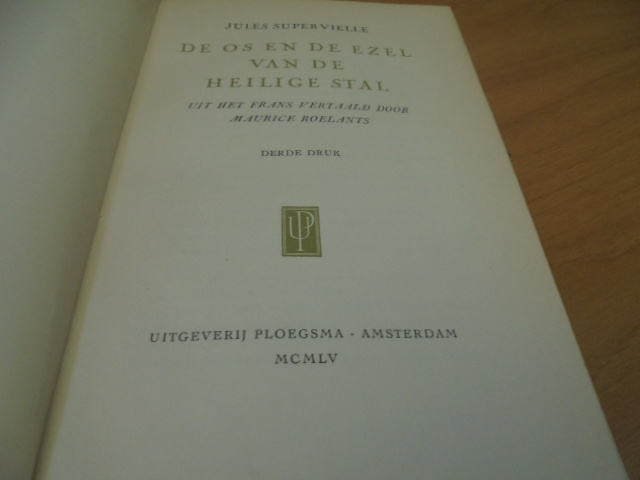 JULES SUPERVIELLE
DE OS EN DE EZEL
VAN DE
HEILIGE STAL
UIT HET FRANS VERTAALD DOOR
MAURICE ROELANTS
DERDE DRUK
UP
UITGEVERIJ PLOEGSMA - AMSTERDAM
MCMLV